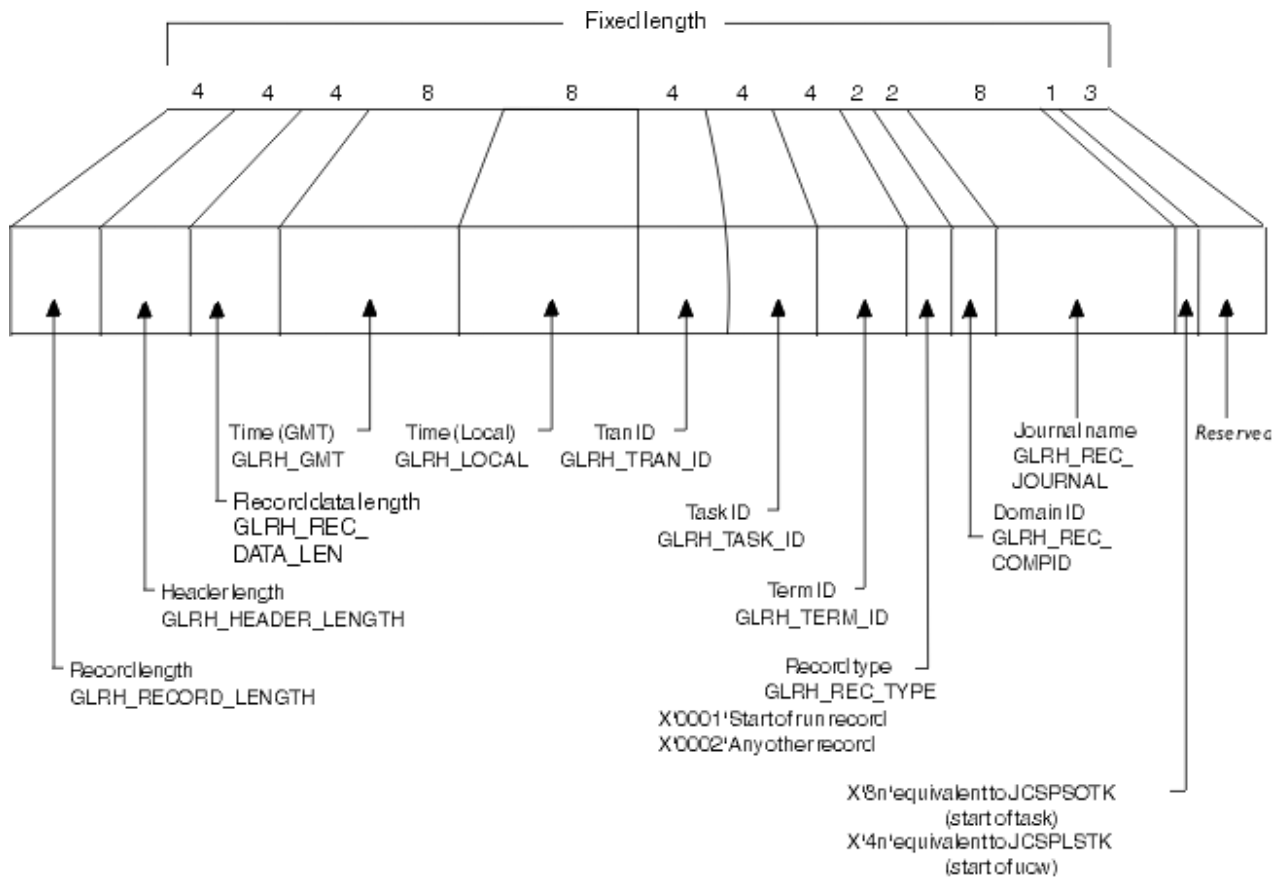 Fixed length
4 4 4 8 8 4 4 4 2 2 8 1 3
Time (GMT)
GLRH_GMT
Time (Local)
GLRH_LOCAL
Tran ID
GLRH_TRAN_ID
Journal name
GLRH_REC_
JOURNAL
Reserved
Record data length
GLRH_REC_
DATA_LEN
Task ID
GLRH_TASK_ID
Domain ID
GLRH_REC_
COMPID
Header length
GLRH_HEADER_LENGTH
Term ID
GLRH_TERM_ID
Record length
GLRH_RECORD_LENGTH
Record type
GLRH_REC_TYPE
X'0001' Start of run record
X'0002' Any other record
X'8n' equivalent to JCSPSOTK
(start of task)
X'4n' equivalent to JCSPLSTK
(start of uow)